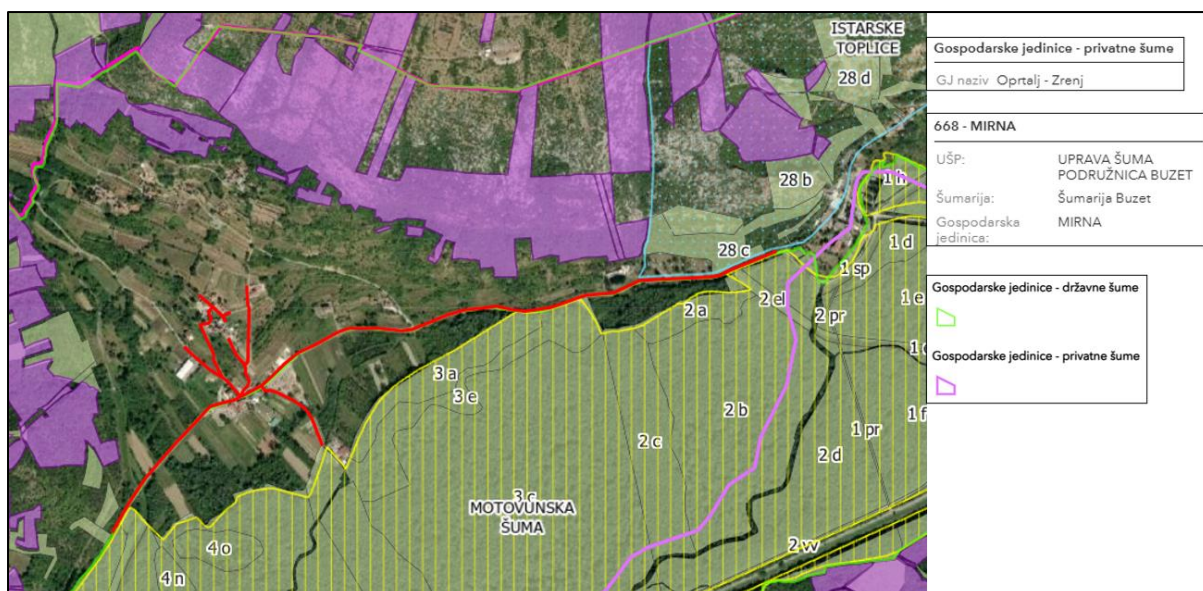 ISTARSKE
TOPLICE
28 d
28 b
1 h
28 c
1 d
1 sp
2 el
1 e
2 a
2 pr
3 a
3 e
2 b
1 f
1 pr
2 c
2 d
3 c
MOTOVUNSKA
ŠUMA
2 vv
4 o
4 n
Gospodarske jedinice - privatne šume
GJ naziv Oprtalj - Zrenj
668 - MIRNA
UŠP: UPRAVA ŠUMA
PODRUŽNICA BUZET
Šumarija: Šumarija Buzet
Gospodarska MIRNA
jedinica:
Gospodarske jedinice - državne šume
Gospodarske jedinice - privatne šume